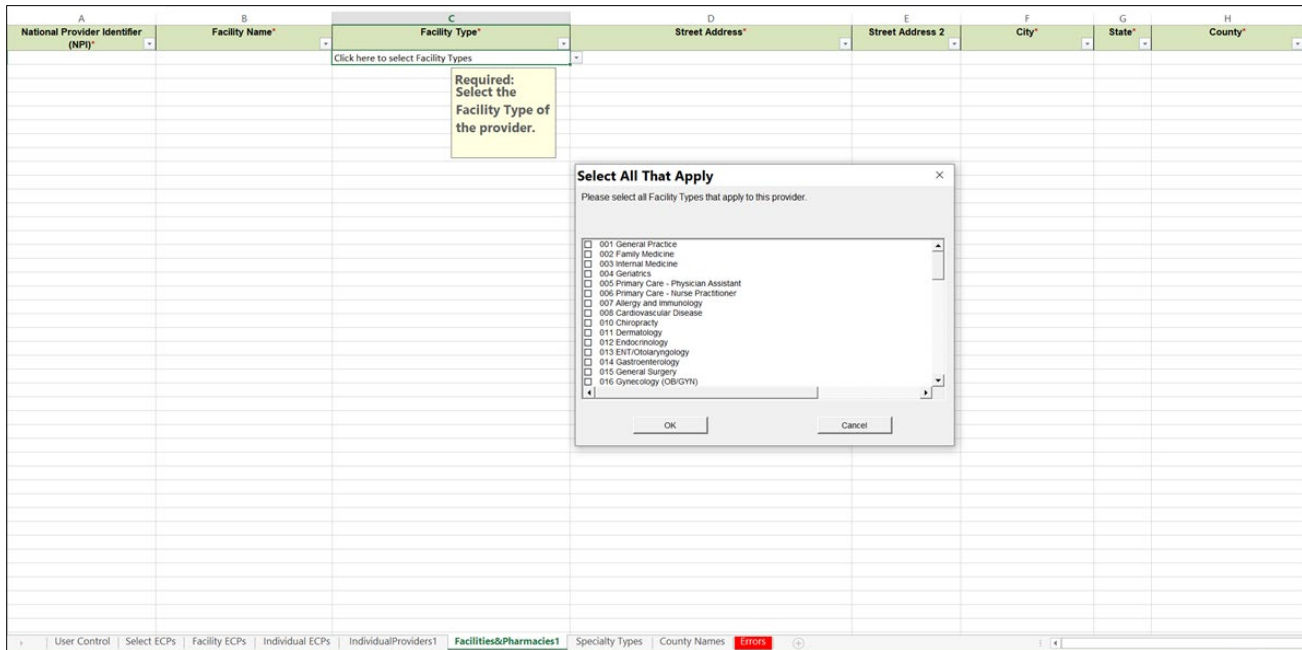 A B C D E F G H
National Provider Identifier (NPI)* Facility Name* Facility Type* Street Address* Street Address 2 City* State* County*
Click here to select Facility Types
Required:
Select the
Facility Type of
the provider.
Select All That Apply
Please select all Facility Types that apply to this provider.
001 General Practice
002 Family Medicine
003 Internal Medicine
004 Geriatrics
005 Primary Care - Physician Assistant
006 Primary Care - Nurse Practitioner
007 Allergy and Immunology
008 Cardiovascular Disease
010 Chiropracty
011 Dermatology
012 Endocrinology
013 ENT/Otolaryngology
014 Gastroenterology
015 General Surgery
016 Gynecology (OB/GYN)
OK Cancel
User Control Select ECPs Facility ECPs Individual ECPs IndividualProviders1 Facilities&Pharmacies1 Specialty Types County Names Errors